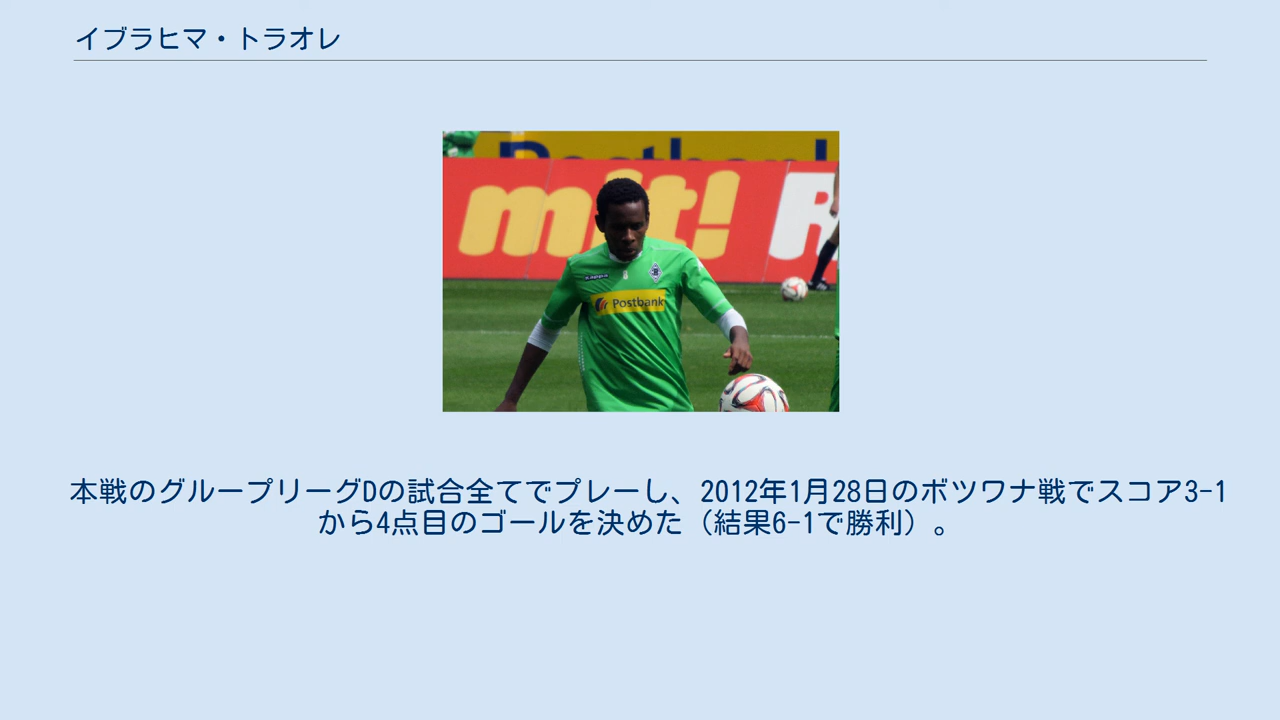 イブラヒマ・トラオレ
mit! R
Kappa
Postbank
本戦のグループリーグDの試合全てでプレーし、2012年1月28日のボツワナ戦でスコア3-1
から4点目のゴールを決めた（結果6-1で勝利）。